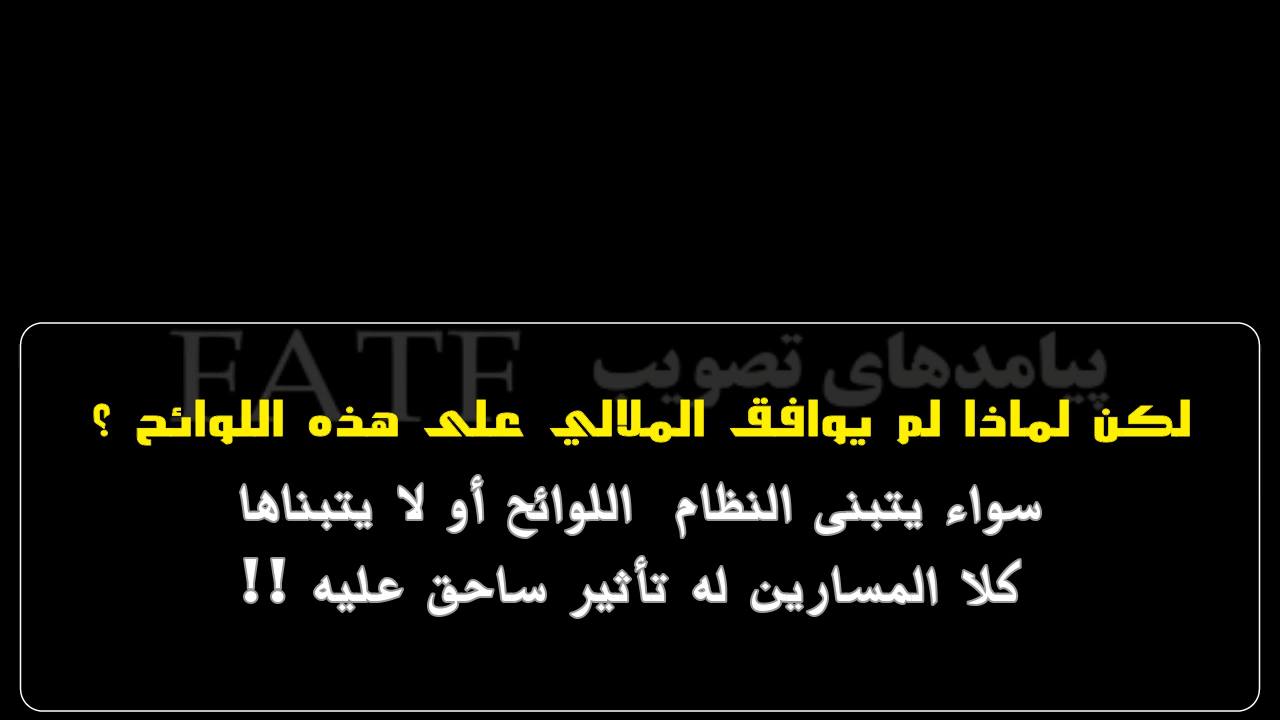 پیامدهای تصویب FATF
لكن لماذا لم يوافق الملالي على هذه اللوائح ؟
سواء يتبنى النظام اللوائح أو لا يتبناها
كلا المسارين له تأثير ساحق عليه !!